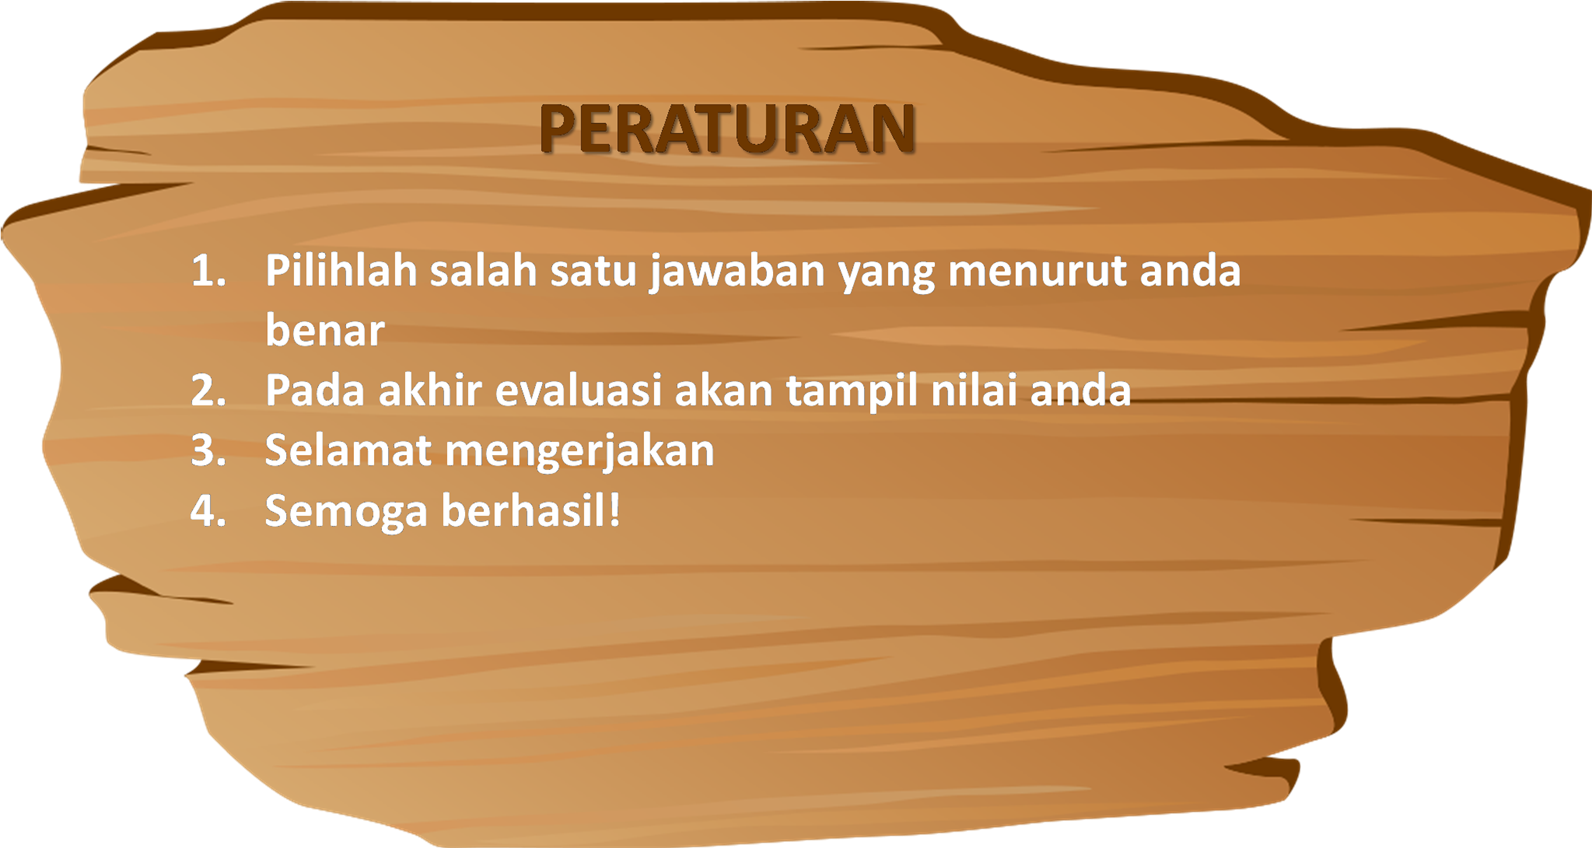 PERATURAN
1. Pilihlah salah satu jawaban yang menurut anda
benar
2. Pada akhir evaluasi akan tampil nilai anda
3. Selamat mengerjakan
4. Semoga berhasil!